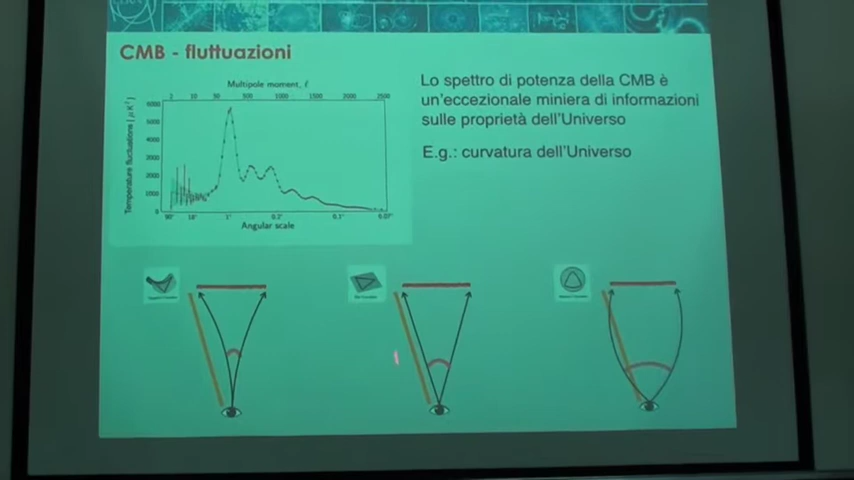 CMB - fluttuazioni
Multipole moment, ℓ
2 10 50 500 1000 1500 2000 2500
Temperature fluctuations [ μK² ]
6000
5000
4000
3000
2000
1000
0
90° 18° 1° 0.2° 0.1° 0.07°
Angular scale
Lo spettro di potenza della CMB è
un'eccezionale miniera di informazioni
sulle proprietà dell'Universo
E.g.: curvatura dell'Universo